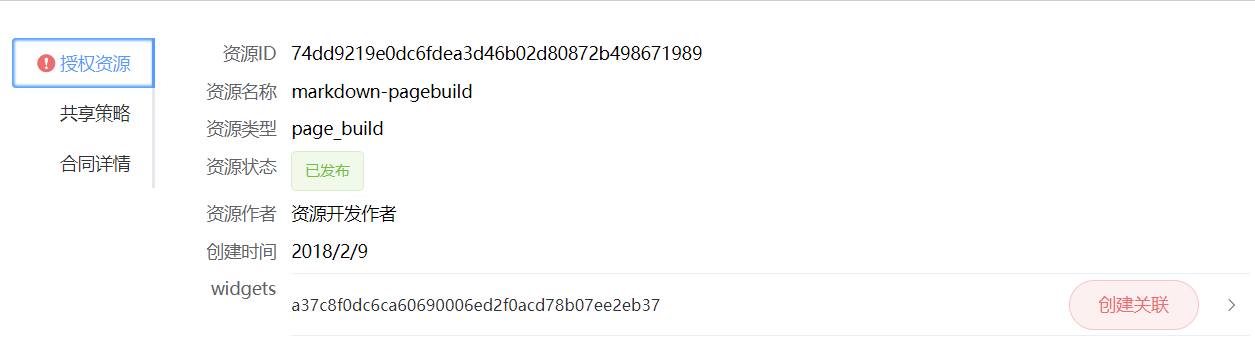 授权资源
共享策略
合同详情
资源ID 74dd9219e0dc6fdea3d46b02d80872b498671989
资源名称 markdown-pagebuild
资源类型 page_build
资源状态 已发布
资源作者 资源开发作者
创建时间 2018/2/9
widgets a37c8f0dc6ca60690006ed2f0acd78b07ee2eb37 创建关联